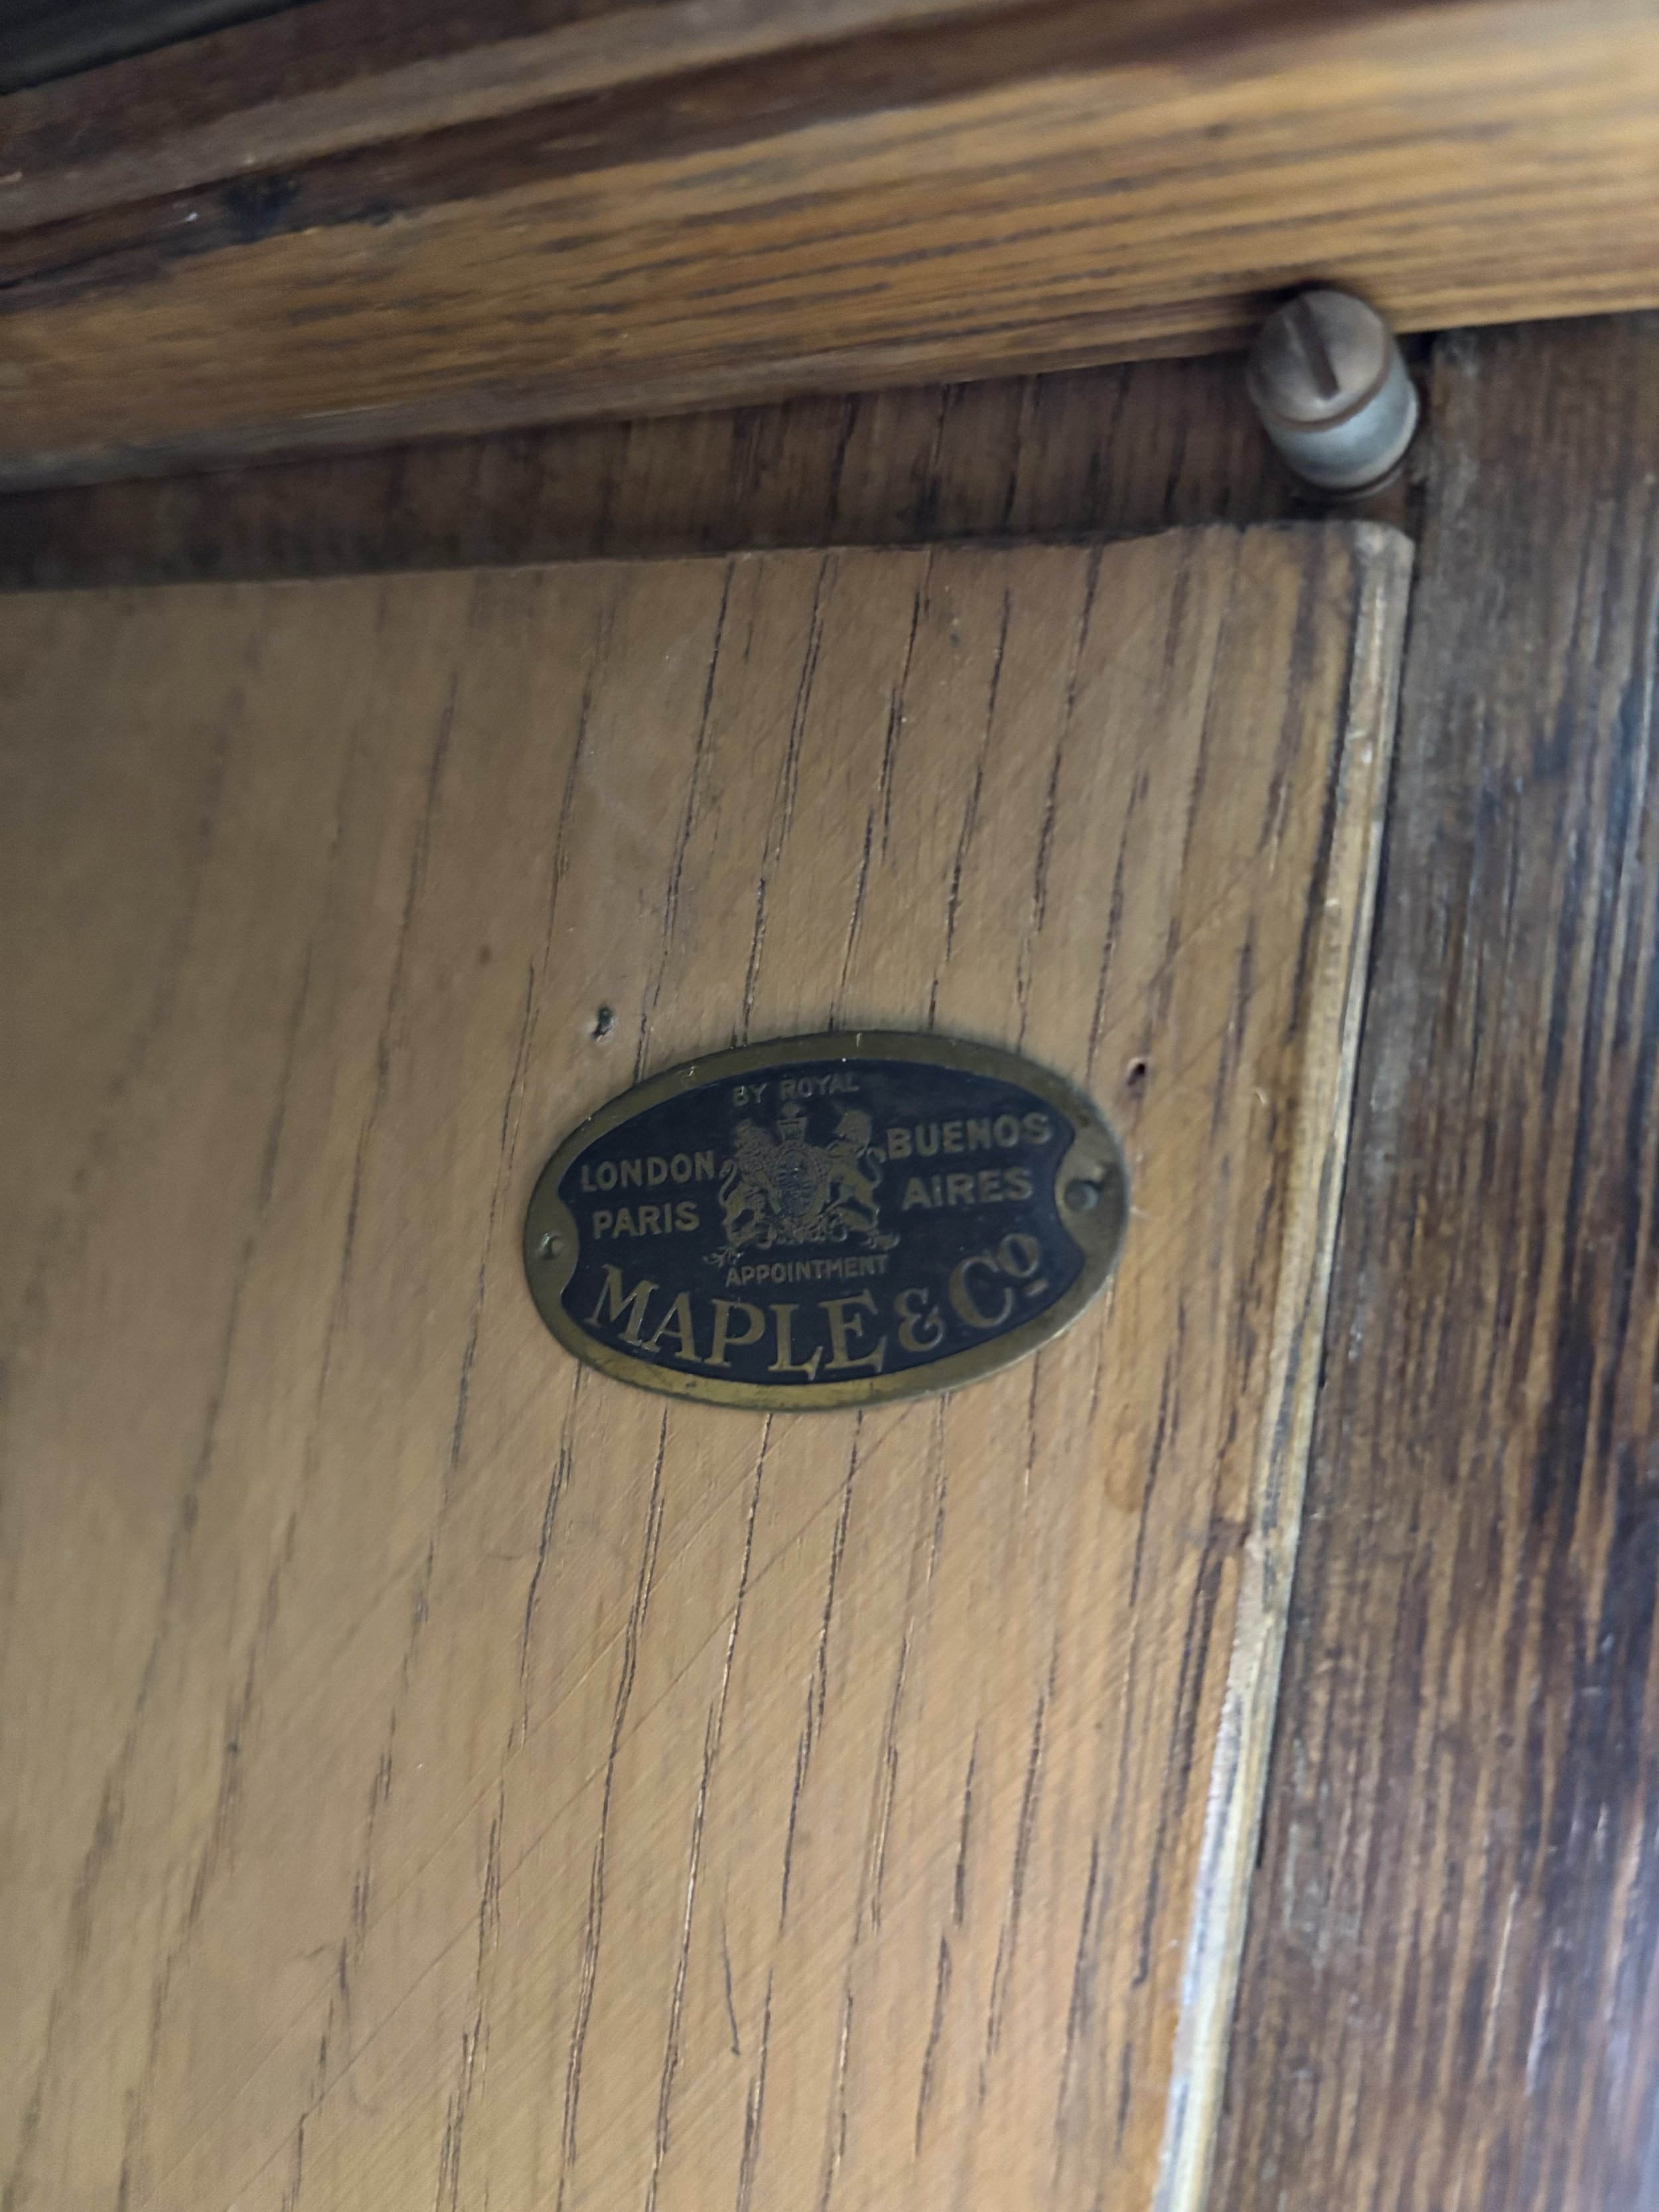 BY ROYAL
LONDON
PARIS
BUENOS
AIRES
APPOINTMENT
MAPLE & Cº